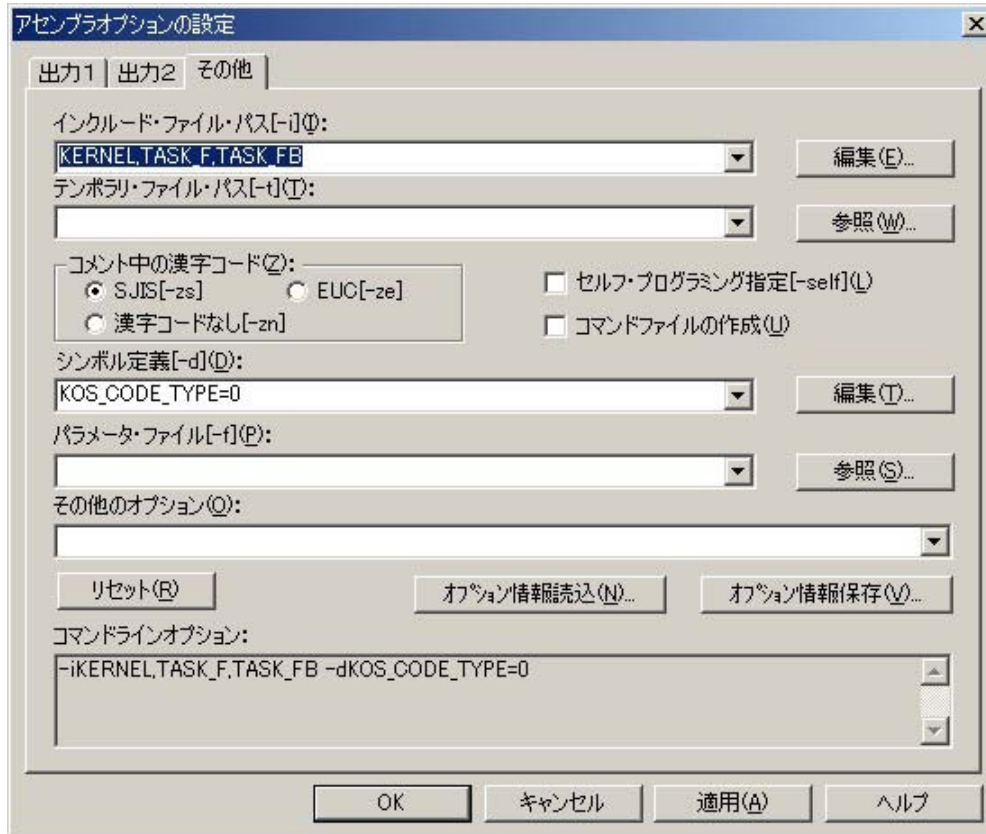 アセンブラオプションの設定
出力1 出力2 その他
インクルード・ファイル・パス[-i](I):
KERNEL,TASK_F,TASK_FB
編集(E)...
テンポラリ・ファイル・パス[-t](T):
参照(W)...
コメント中の漢字コード(Z):
SJIS[-zs] EUC[-ze]
漢字コードなし[-zn]
セルフ・プログラミング指定[-self](L)
コマンドファイルの作成(U)
シンボル定義[-d](D):
KOS_CODE_TYPE=0
編集(T)...
パラメータ・ファイル[-f](P):
参照(S)...
その他のオプション(O):
リセット(R) オプション情報読込(N)... オプション情報保存(V)...
コマンドラインオプション:
-iKERNEL,TASK_F,TASK_FB -dKOS_CODE_TYPE=0
OK キャンセル 適用(A) ヘルプ